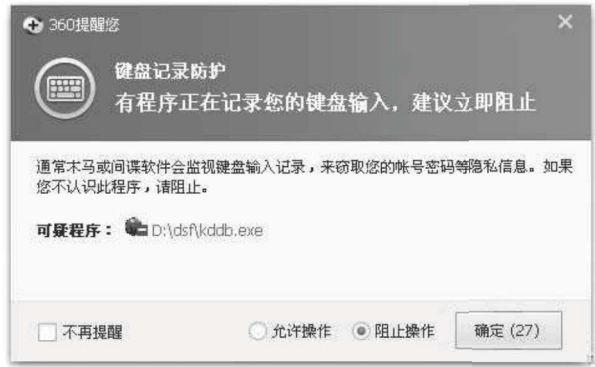 360提醒您
键盘记录防护
有程序正在记录您的键盘输入，建议立即阻止
通常木马或间谍软件会监视键盘输入记录，来窃取您的帐号密码等隐私信息。如果
您不认识此程序，请阻止。
可疑程序： D:\dsf\kddb.exe
不再提醒 允许操作 阻止操作 确定 (27)